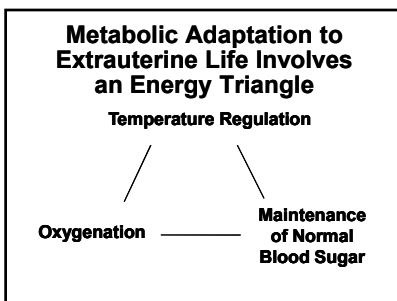 Metabolic Adaptation to
Extrauterine Life Involves
an Energy Triangle
Temperature Regulation
Oxygenation
Maintenance
of Normal
Blood Sugar